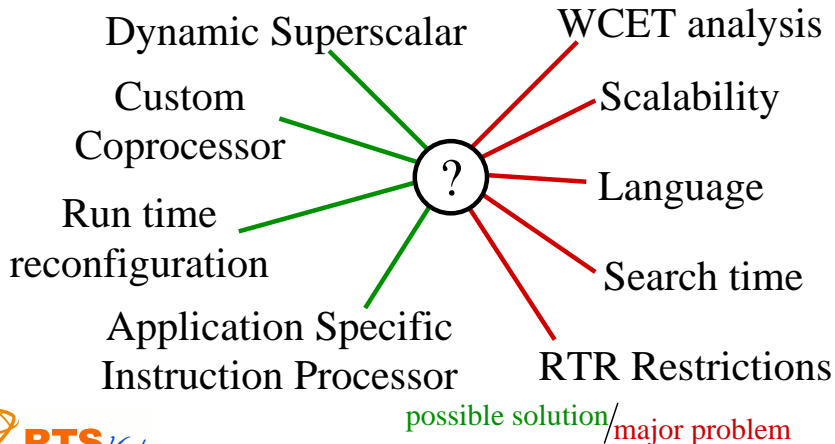 Dynamic Superscalar
WCET analysis
Custom
Coprocessor
Scalability
?
Language
Run time
reconfiguration
Search time
Application Specific
Instruction Processor
RTR Restrictions
possible solution/major problem
RTS